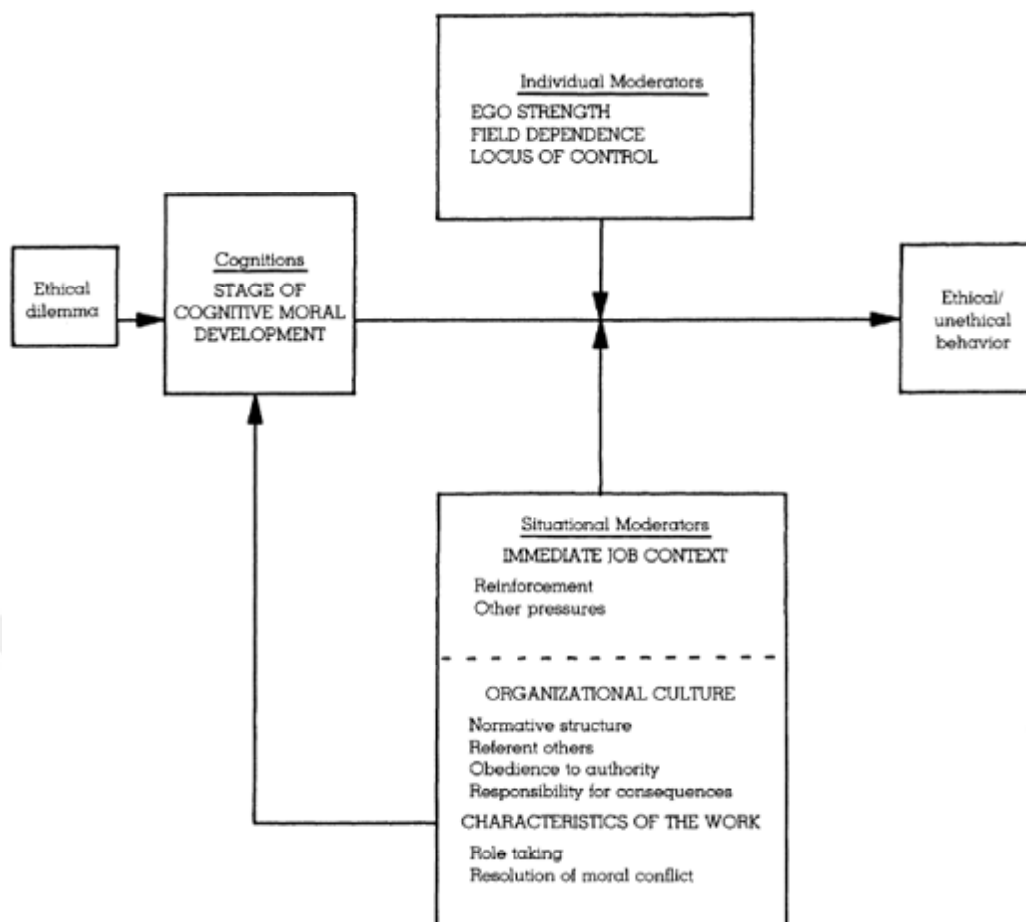 Individual Moderators
EGO STRENGTH
FIELD DEPENDENCE
LOCUS OF CONTROL
Ethical
dilemma
Cognitions
STAGE OF
COGNITIVE MORAL
DEVELOPMENT
Ethical/
unethical
behavior
Situational Moderators
IMMEDIATE JOB CONTEXT
Reinforcement
Other pressures
ORGANIZATIONAL CULTURE
Normative structure
Referent others
Obedience to authority
Responsibility for consequences
CHARACTERISTICS OF THE WORK
Role taking
Resolution of moral conflict